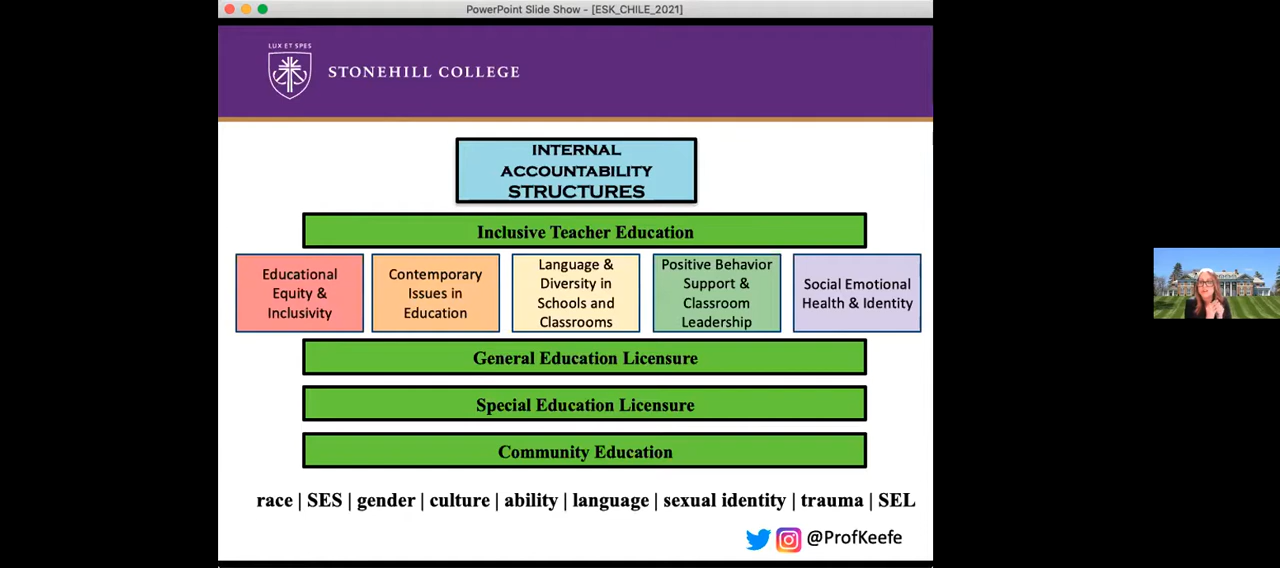 PowerPoint Slide Show - [ESK_CHILE_2021]
LUX ET SPES
STONEHILL COLLEGE
INTERNAL
ACCOUNTABILITY
STRUCTURES
Inclusive Teacher Education
Educational
Equity &
Inclusivity
Contemporary
Issues in
Education
Language &
Diversity in
Schools and
Classrooms
Positive Behavior
Support &
Classroom
Leadership
Social Emotional
Health & Identity
General Education Licensure
Special Education Licensure
Community Education
race | SES | gender | culture | ability | language | sexual identity | trauma | SEL
@ProfKeefe